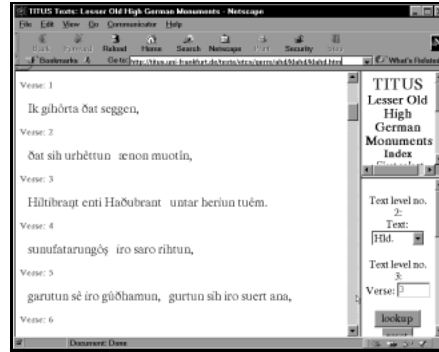 TITUS Texts: Lesser Old High German Monuments - Netscape
File Edit View Go Communicator Help
Back Forward Reload Home Search Netscape Print Security Stop
Bookmarks Go to: http://titus.uni-frankfurt.de/texte/etcs/germ/ahd/klahd/klahd.htm What's Related
Verse: 1
Ik gihôrta ðat seggen,
Verse: 2
ðat sih urhêttun ænon muotîn,
Verse: 3
Hiltibrant enti Haðubrant untar heriun tuêm.
Verse: 4
sunufatarungôs iro saro rihtun,
Verse: 5
garutun sê iro gûðhamun, gurtun sih iro suert ana,
Verse: 6
TITUS
Lesser Old
High
German
Monuments
Index
Text level no.
2:
Text:
Hld.
Text level no.
3:
Verse: 3
lookup
Document: Done